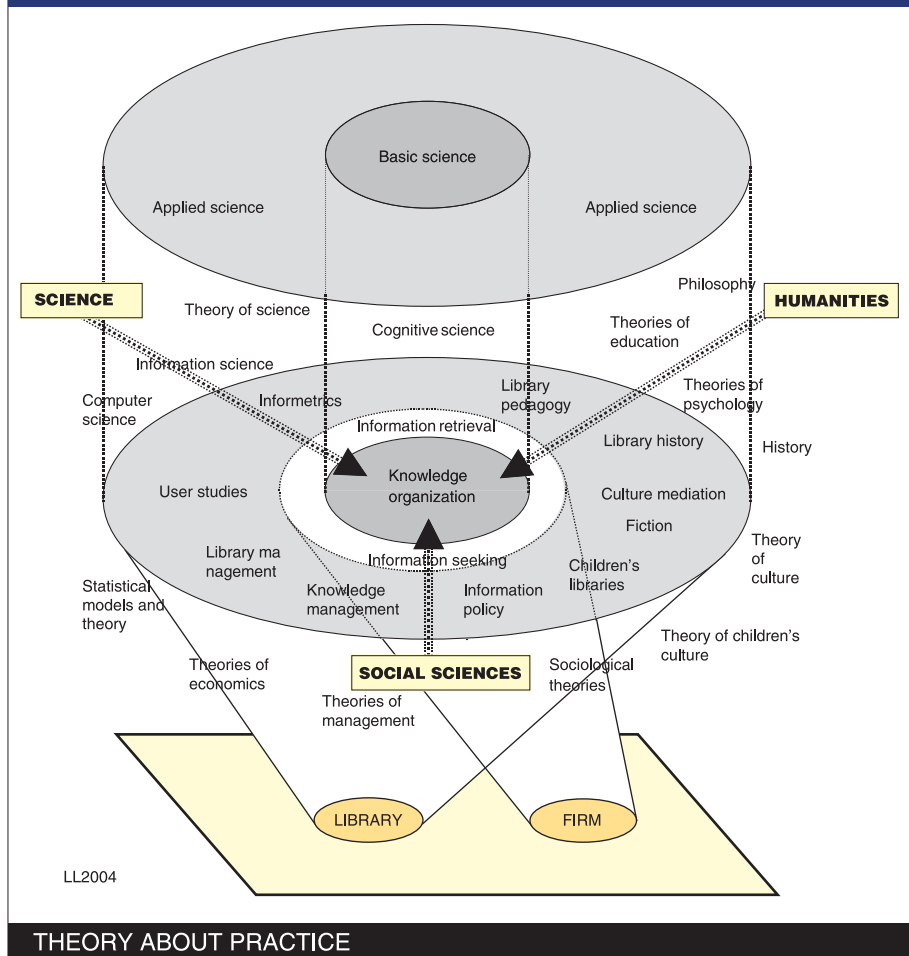 Basic science
Applied science
Applied science
SCIENCE
HUMANITIES
Philosophy
Theory of science
Cognitive science
Theories of
education
Information science
Computer
science
Informetrics
Library
pedagogy
Theories of
psychology
Information retrieval
Library history
History
User studies
Knowledge
organization
Culture mediation
Fiction
Library ma
nagement
Information seeking
Children's
libraries
Theory
of
culture
Statistical
models and
theory
Knowledge
management
Information
policy
Theory of children's
culture
Theories of
economics
SOCIAL SCIENCES
Sociological
theories
Theories of
management
LIBRARY
FIRM
LL2004
THEORY ABOUT PRACTICE